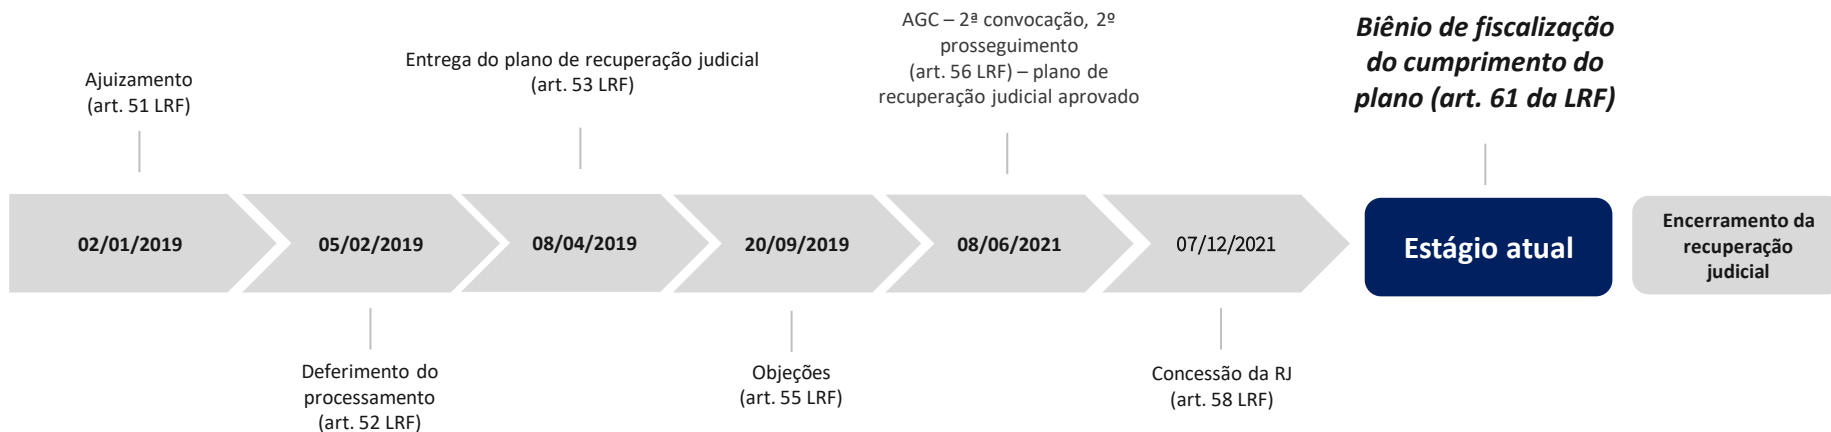 Ajuizamento
(art. 51 LRF)
Entrega do plano de recuperação judicial
(art. 53 LRF)
AGC – 2ª convocação, 2º
prosseguimento
(art. 56 LRF) – plano de
recuperação judicial aprovado
Biênio de fiscalização
do cumprimento do
plano (art. 61 da LRF)
02/01/2019
05/02/2019
08/04/2019
20/09/2019
08/06/2021
07/12/2021
Estágio atual
Encerramento da
recuperação
judicial
Deferimento do
processamento
(art. 52 LRF)
Objeções
(art. 55 LRF)
Concessão da RJ
(art. 58 LRF)